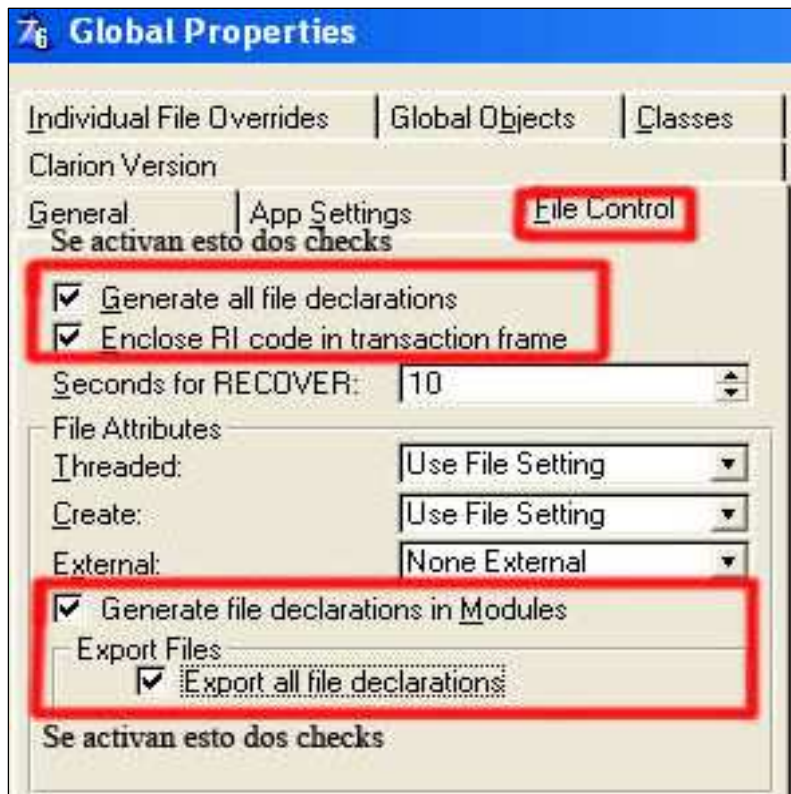 76 Global Properties
Individual File Overrides Global Objects Classes
Clarion Version
General App Settings File Control
Se activan esto dos checks
Generate all file declarations
Enclose RI code in transaction frame
Seconds for RECOVER: 10
File Attributes
Threaded: Use File Setting
Create: Use File Setting
External: None External
Generate file declarations in Modules
Export Files
Export all file declarations
Se activan esto dos checks